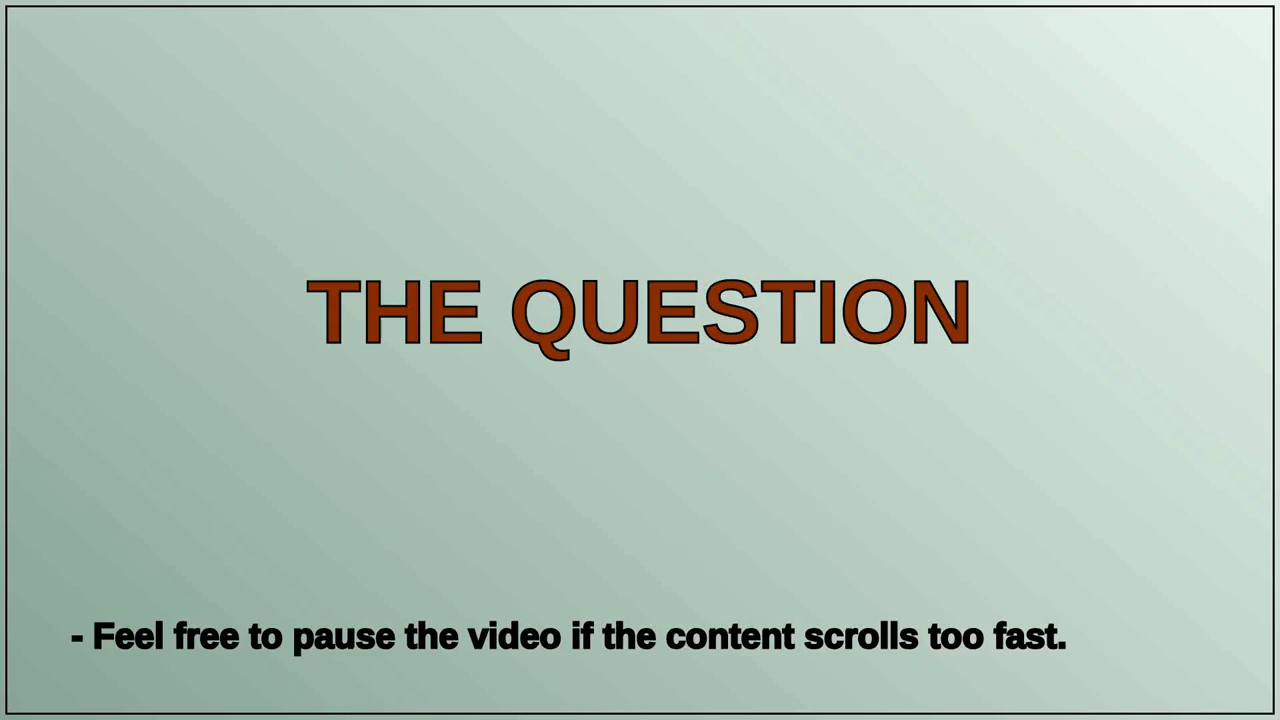 THE QUESTION
- Feel free to pause the video if the content scrolls too fast.